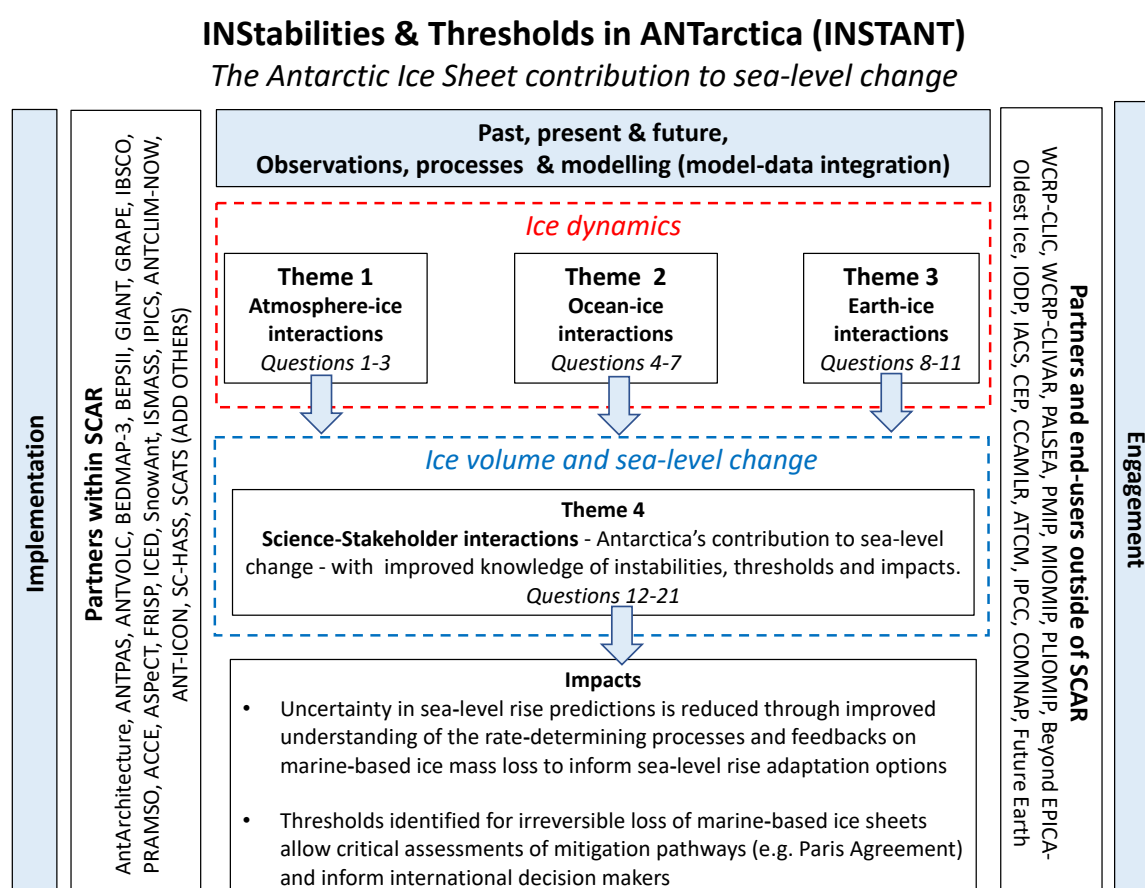 INStabilities & Thresholds in ANTarctica (INSTANT)
The Antarctic Ice Sheet contribution to sea-level change
Implementation
Partners within SCAR
AntArchitecture, ANTPAS, ANTVOLC, BEDMAP-3, BEPSII, GIANT, GRAPE, IBSCO,
PRAMSO, ACCE, ASPeCT, FRISP, ICED, SnowAnt, ISMASS, IPICS, ANTCLIM-NOW,
ANT-ICON, SC-HASS, SCATS (ADD OTHERS)
Past, present & future,
Observations, processes & modelling (model-data integration)
Ice dynamics
Theme 1
Atmosphere-ice
interactions
Questions 1-3
Theme 2
Ocean-ice
interactions
Questions 4-7
Theme 3
Earth-ice
interactions
Questions 8-11
Ice volume and sea-level change
Theme 4
Science-Stakeholder interactions - Antarctica's contribution to sea-level
change - with improved knowledge of instabilities, thresholds and impacts.
Questions 12-21
Impacts
• Uncertainty in sea-level rise predictions is reduced through improved
understanding of the rate-determining processes and feedbacks on
marine-based ice mass loss to inform sea-level rise adaptation options
• Thresholds identified for irreversible loss of marine-based ice sheets
allow critical assessments of mitigation pathways (e.g. Paris Agreement)
and inform international decision makers
Partners and end-users outside of SCAR
WCRP-CLIC, WCRP-CLIVAR, PALSEA, PMIP, MIOMIP, PLIOMIP, Beyond EPICA-
Oldest Ice, IODP, IACS, CEP, CCAMLR, ATCM, IPCC, COMNAP, Future Earth
Engagement